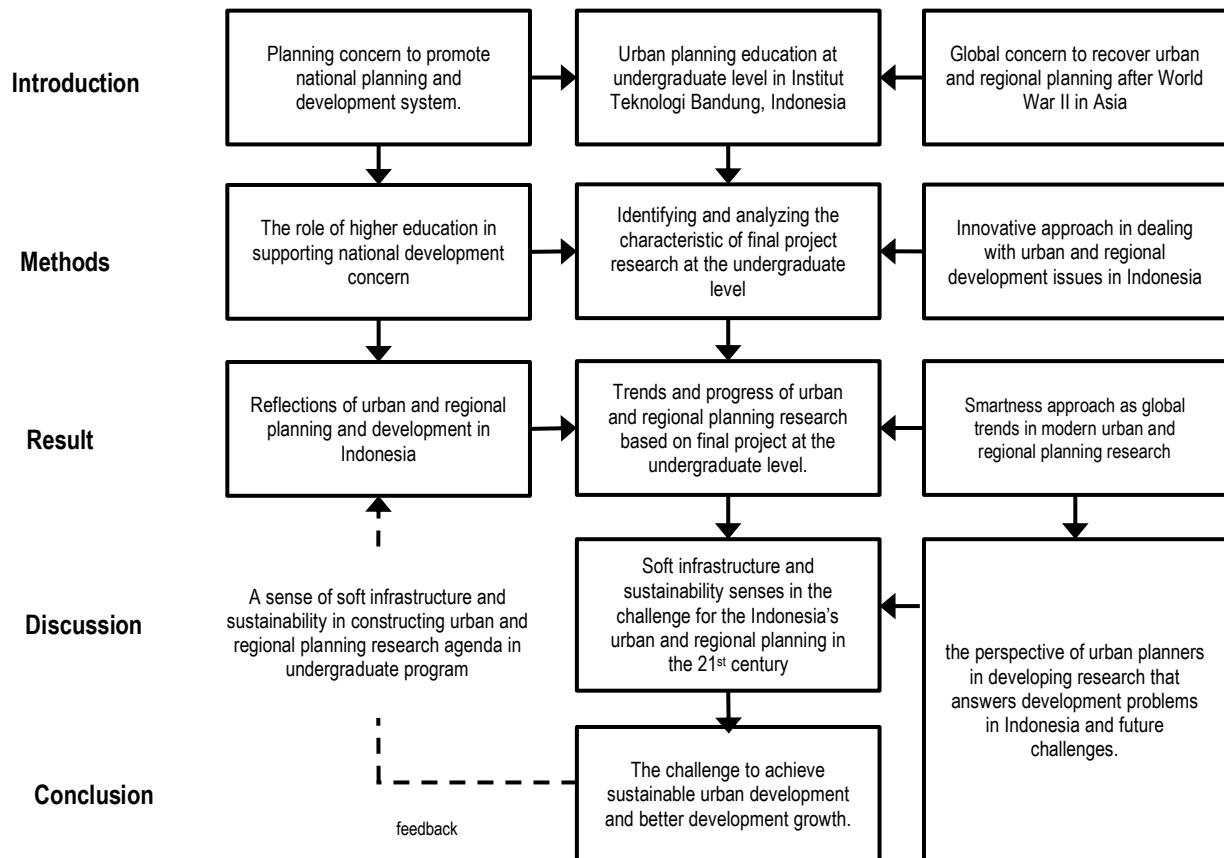 Introduction
Planning concern to promote
national planning and
development system.
Urban planning education at
undergraduate level in Institut
Teknologi Bandung, Indonesia
Global concern to recover urban
and regional planning after World
War II in Asia
Methods
The role of higher education in
supporting national development
concern
Identifying and analyzing the
characteristic of final project
research at the undergraduate
level
Innovative approach in dealing
with urban and regional
development issues in Indonesia
Result
Reflections of urban and regional
planning and development in
Indonesia
Trends and progress of urban
and regional planning research
based on final project at the
undergraduate level.
Smartness approach as global
trends in modern urban and
regional planning research
Discussion
A sense of soft infrastructure and
sustainability in constructing urban and
regional planning research agenda in
undergraduate program
Soft infrastructure and
sustainability senses in the
challenge for the Indonesia's
urban and regional planning in
the 21st century
the perspective of urban planners
in developing research that
answers development problems
in Indonesia and future
challenges.
Conclusion
The challenge to achieve
sustainable urban development
and better development growth.
feedback